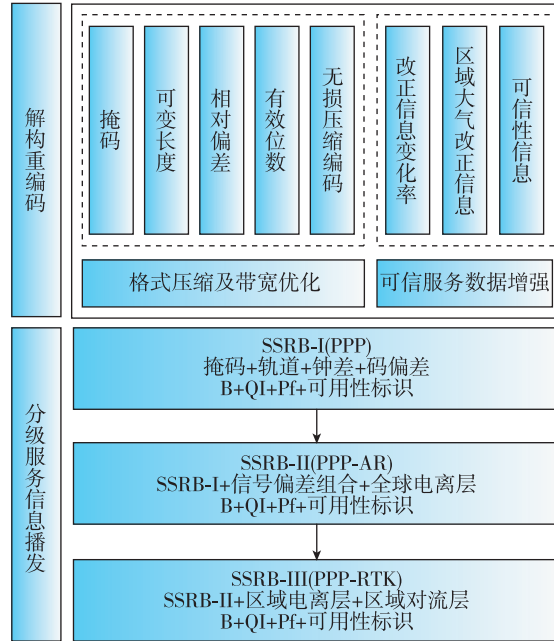 解构重编码
掩码
可变长度
相对偏差
有效位数
无损压缩编码
改正信息变化率
区域大气改正信息
可信性信息
格式压缩及带宽优化
可信服务数据增强
分级服务信息播发
SSRB-I(PPP)
掩码+轨道+钟差+码偏差
B+QI+Pf+可用性标识
SSRB-II(PPP-AR)
SSRB-I+信号偏差组合+全球电离层
B+QI+Pf+可用性标识
SSRB-III(PPP-RTK)
SSRB-II+区域电离层+区域对流层
B+QI+Pf+可用性标识